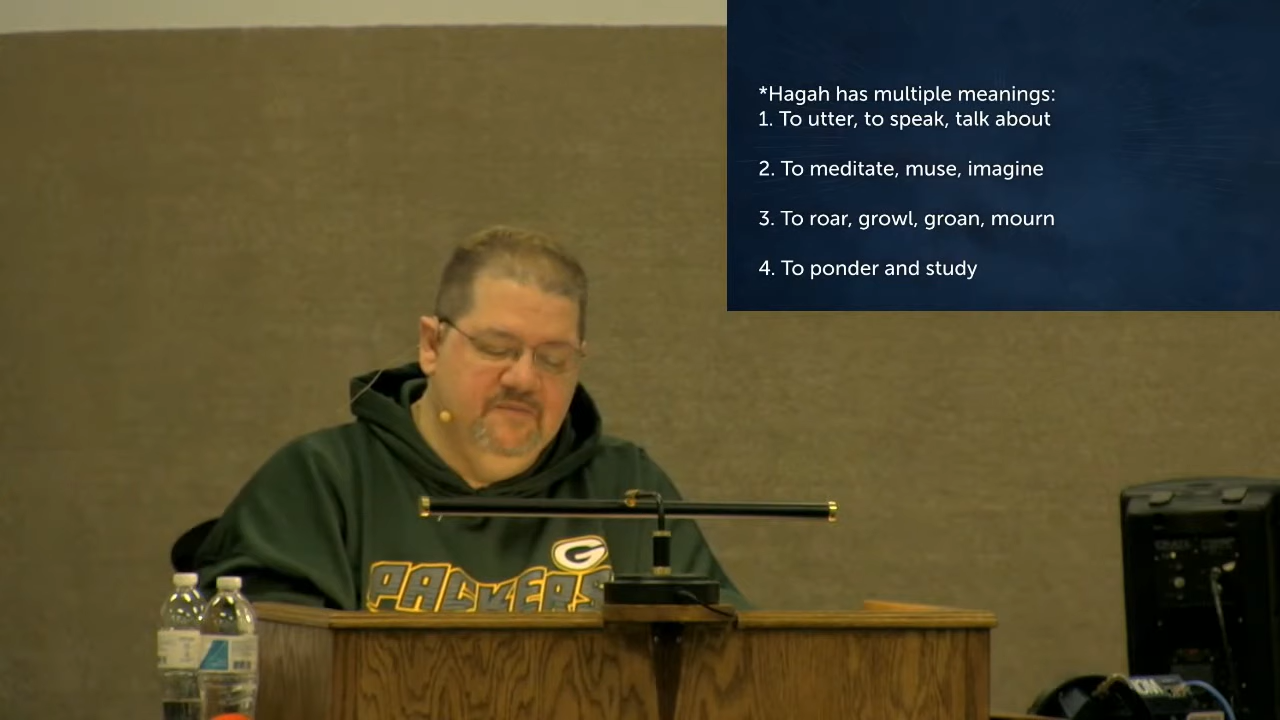 *Hagah has multiple meanings:
1. To utter, to speak, talk about
2. To meditate, muse, imagine
3. To roar, growl, groan, mourn
4. To ponder and study
G
PACKERS